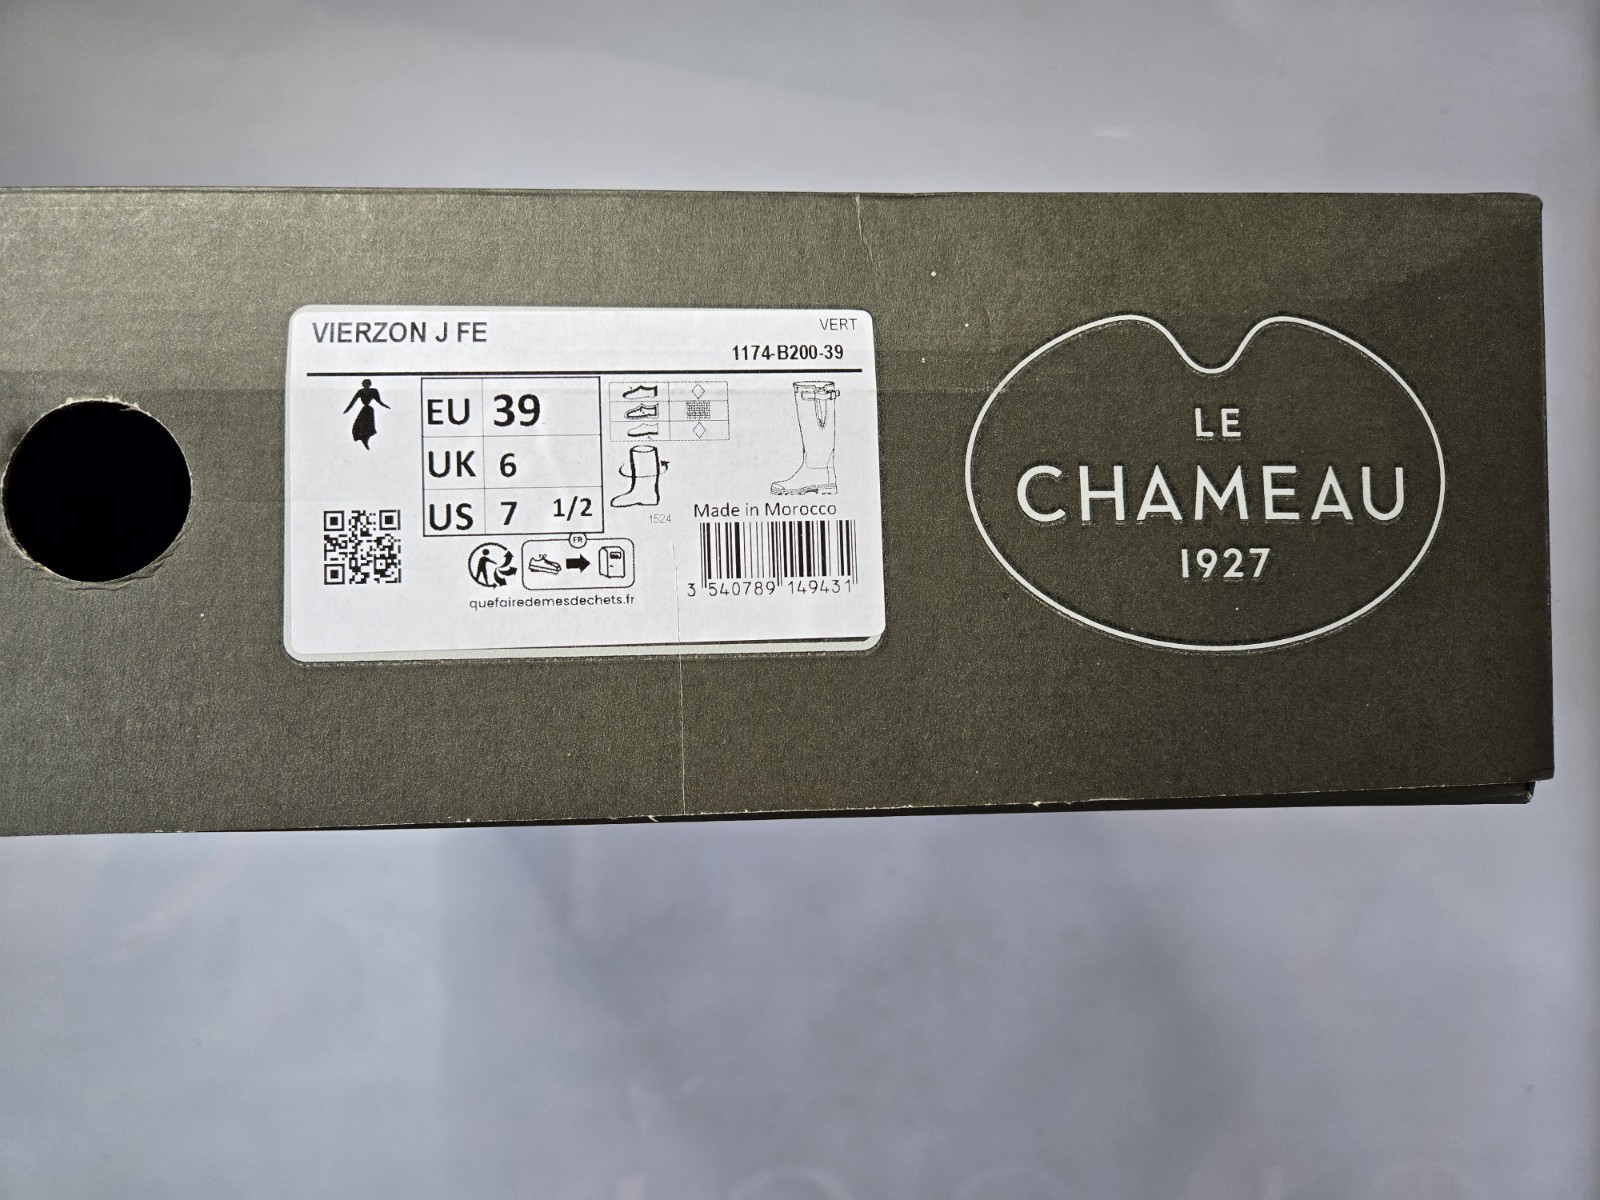 VIERZON J FE
VERT
1174-B200-39
EU 39
UK 6
US 7 1/2
1524
Made in Morocco
3 540789 149431
FR
quefairedemesdechets.fr
LE
CHAMEAU
1927